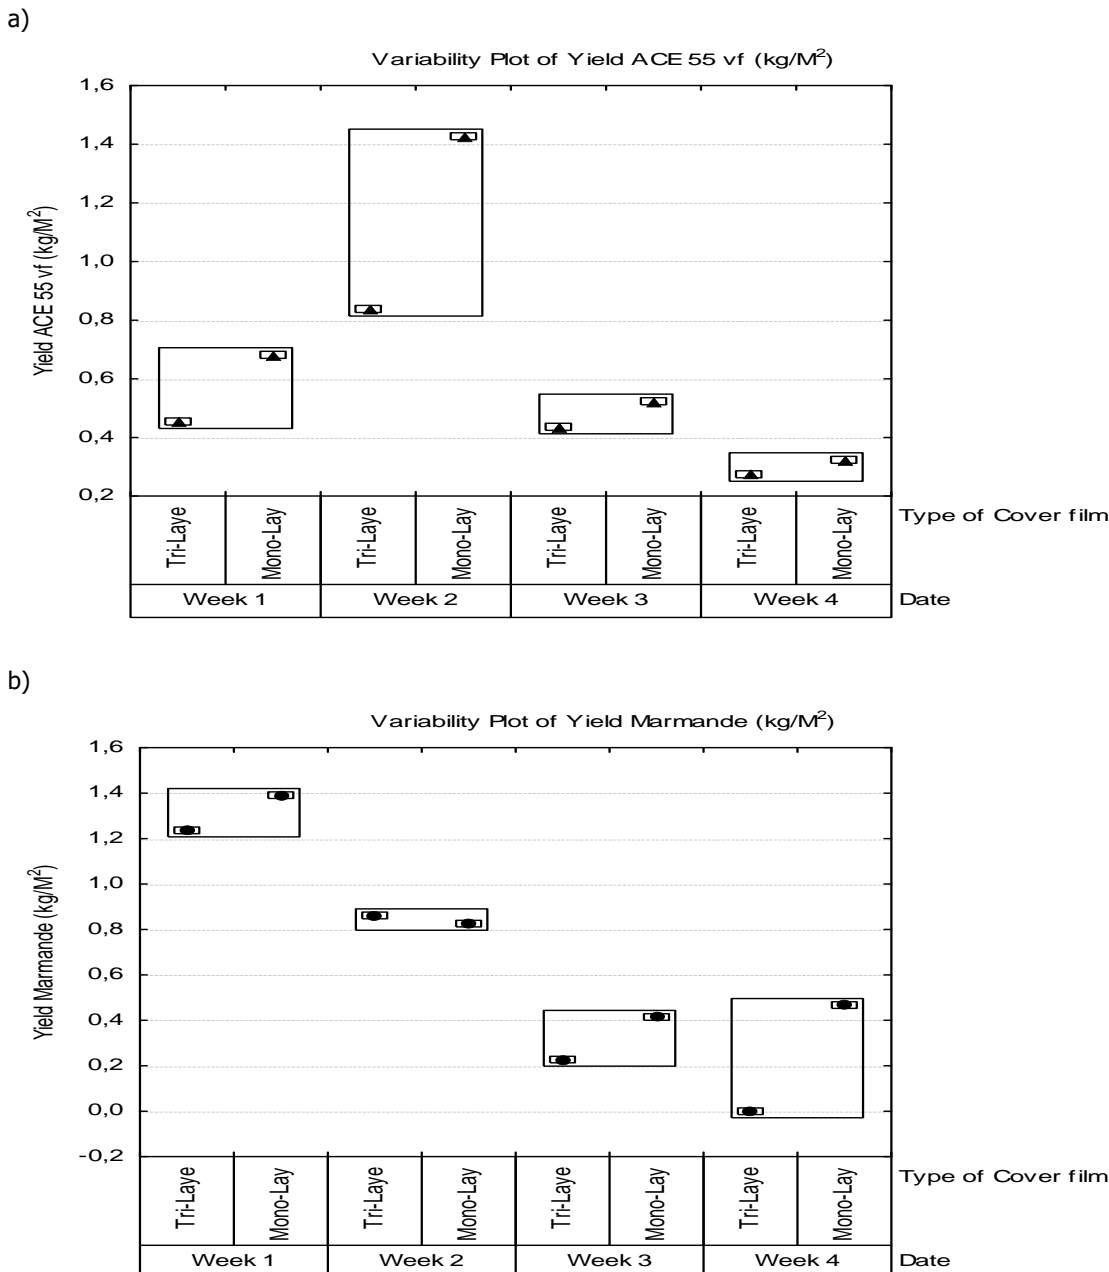 a)
Variability Plot of Yield ACE 55 vf (kg/M²)
Yield ACE 55 vf (kg/M²)
1,6
1,4
1,2
1,0
0,8
0,6
0,4
0,2
Tri-Laye Mono-Lay Tri-Laye Mono-Lay Tri-Laye Mono-Lay Tri-Laye Mono-Lay Type of Cover film
Week 1 Week 2 Week 3 Week 4 Date
b)
Variability Plot of Yield Marmande (kg/M²)
Yield Marmande (kg/M²)
1,6
1,4
1,2
1,0
0,8
0,6
0,4
0,2
0,0
-0,2
Tri-Laye Mono-Lay Tri-Laye Mono-Lay Tri-Laye Mono-Lay Tri-Laye Mono-Lay Type of Cover film
Week 1 Week 2 Week 3 Week 4 Date